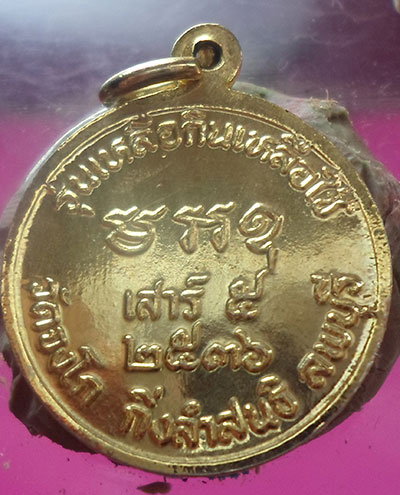 รุ่นเหลือกินเหลือใช้
เสาร์ ๕
๒๕๓๖
วัดจงโก กิ่งลำสนธิ ลพบุรี